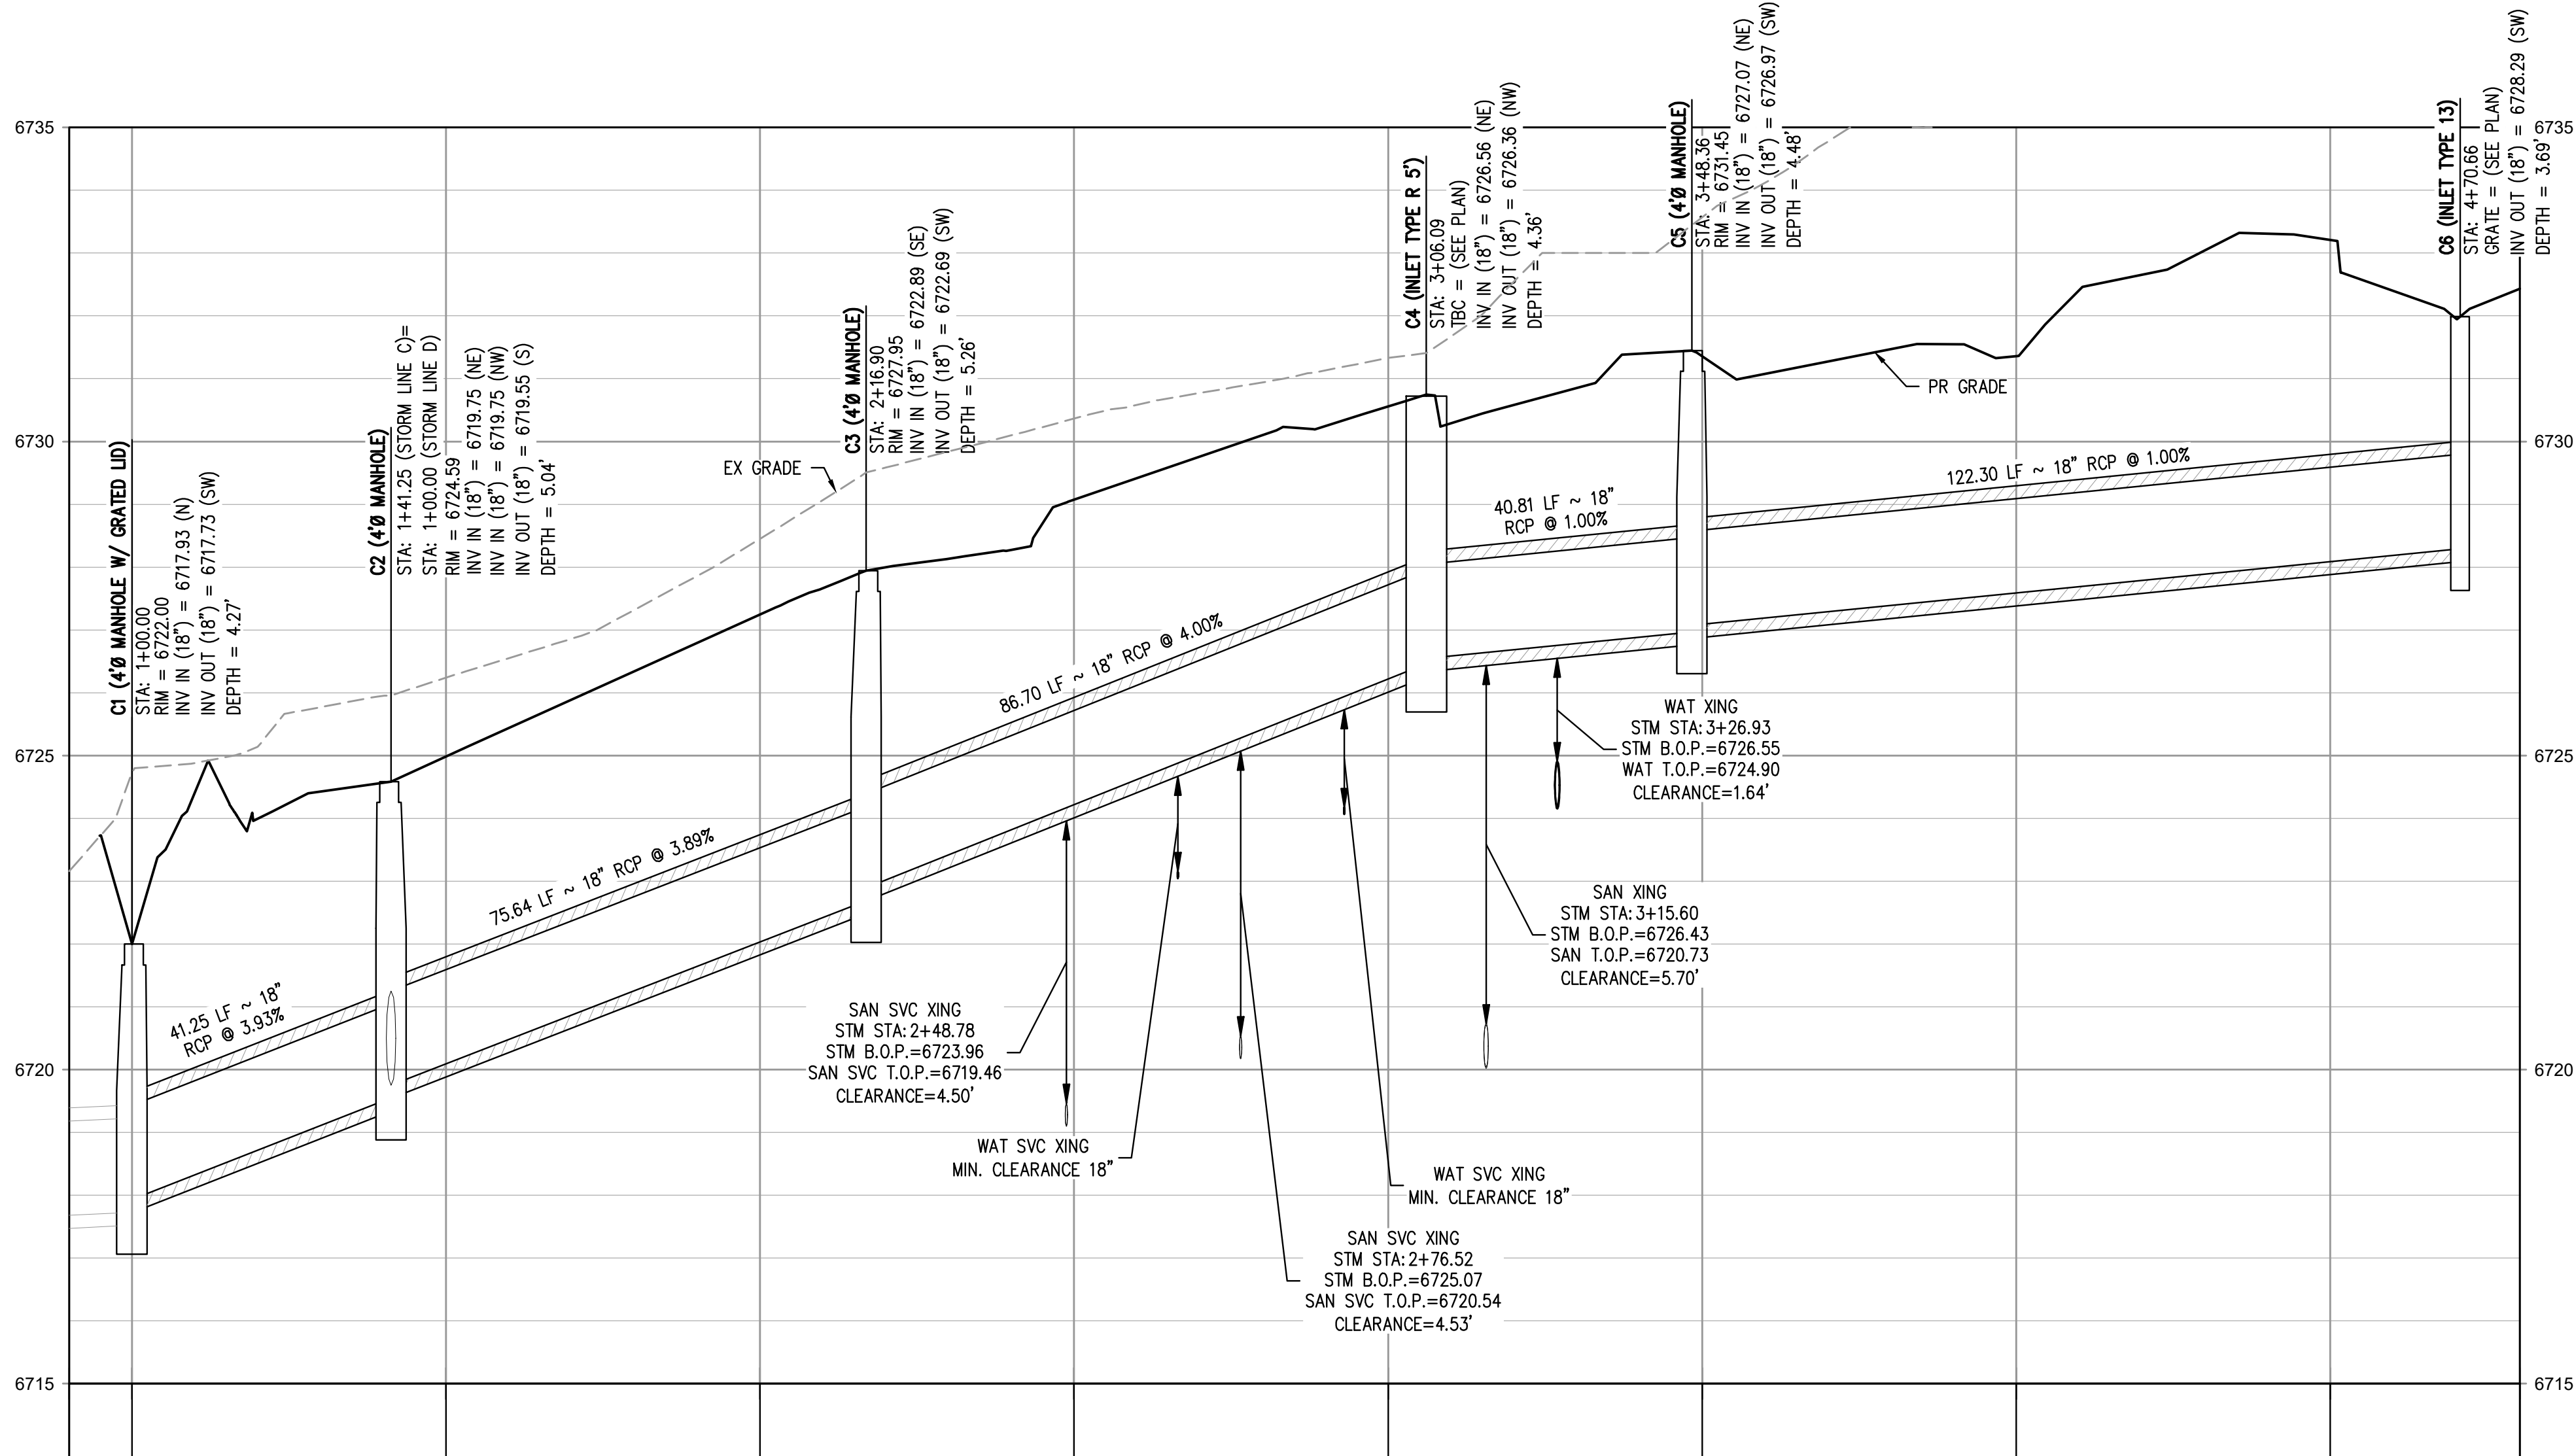 6735
6735
6730
6730
6725
6725
6720
6720
6715
6715
C1 (4'Ø MANHOLE W/ GRATED LID)
STA: 1+00.00
RIM = 6722.00
INV IN (18") = 6717.93 (N)
INV OUT (18") = 6717.73 (SW)
DEPTH = 4.27'
C2 (4'Ø MANHOLE)
STA: 1+41.25 (STORM LINE C)=
STA: 1+00.00 (STORM LINE D)
RIM = 6724.59
INV IN (18") = 6719.75 (NE)
INV IN (18") = 6719.75 (NW)
INV OUT (18") = 6719.55 (S)
DEPTH = 5.04'
C3 (4'Ø MANHOLE)
STA: 2+16.90
RIM = 6727.95
INV IN (18") = 6722.89 (SE)
INV OUT (18") = 6722.69 (SW)
DEPTH = 5.26'
C4 (INLET TYPE R 5')
STA: 3+06.09
TBC = (SEE PLAN)
INV IN (18") = 6726.56 (NE)
INV OUT (18") = 6726.36 (NW)
DEPTH = 4.36'
C5 (4'Ø MANHOLE)
STA: 3+48.36
RIM = 6731.45
INV IN (18") = 6727.07 (NE)
INV OUT (18") = 6726.97 (SW)
DEPTH = 4.48'
C6 (INLET TYPE 13)
STA: 4+70.66
GRATE = (SEE PLAN)
INV OUT (18") = 6728.29 (SW)
DEPTH = 3.69'
EX GRADE
PR GRADE
41.25 LF ~ 18"
RCP @ 3.93%
75.64 LF ~ 18" RCP @ 3.89%
86.70 LF ~ 18" RCP @ 4.00%
40.81 LF ~ 18"
RCP @ 1.00%
122.30 LF ~ 18" RCP @ 1.00%
WAT XING
STM STA:3+26.93
STM B.O.P.=6726.55
WAT T.O.P.=6724.90
CLEARANCE=1.64'
SAN XING
STM STA:3+15.60
STM B.O.P.=6726.43
SAN T.O.P.=6720.73
CLEARANCE=5.70'
SAN SVC XING
STM STA:2+48.78
STM B.O.P.=6723.96
SAN SVC T.O.P.=6719.46
CLEARANCE=4.50'
WAT SVC XING
MIN. CLEARANCE 18"
WAT SVC XING
MIN. CLEARANCE 18"
SAN SVC XING
STM STA:2+76.52
STM B.O.P.=6725.07
SAN SVC T.O.P.=6720.54
CLEARANCE=4.53'